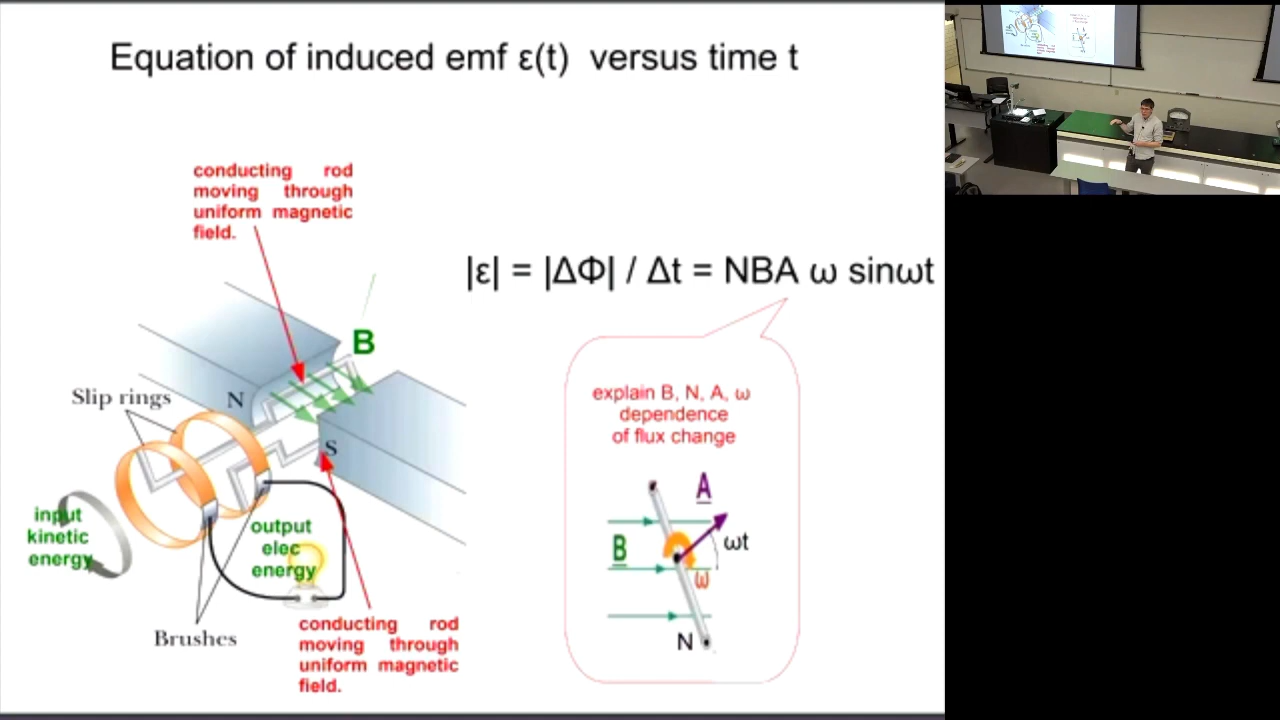 Equation of induced emf ε(t) versus time t
conducting rod
moving through
uniform magnetic
field.
|ε| = |ΔΦ| / Δt = NBA ω sinωt
B
Slip rings
N
S
explain B, N, A, ω
dependence
of flux change
A
B
ωt
ω
N
input
kinetic
energy
output
elec
energy
Brushes
conducting rod
moving through
uniform magnetic
field.